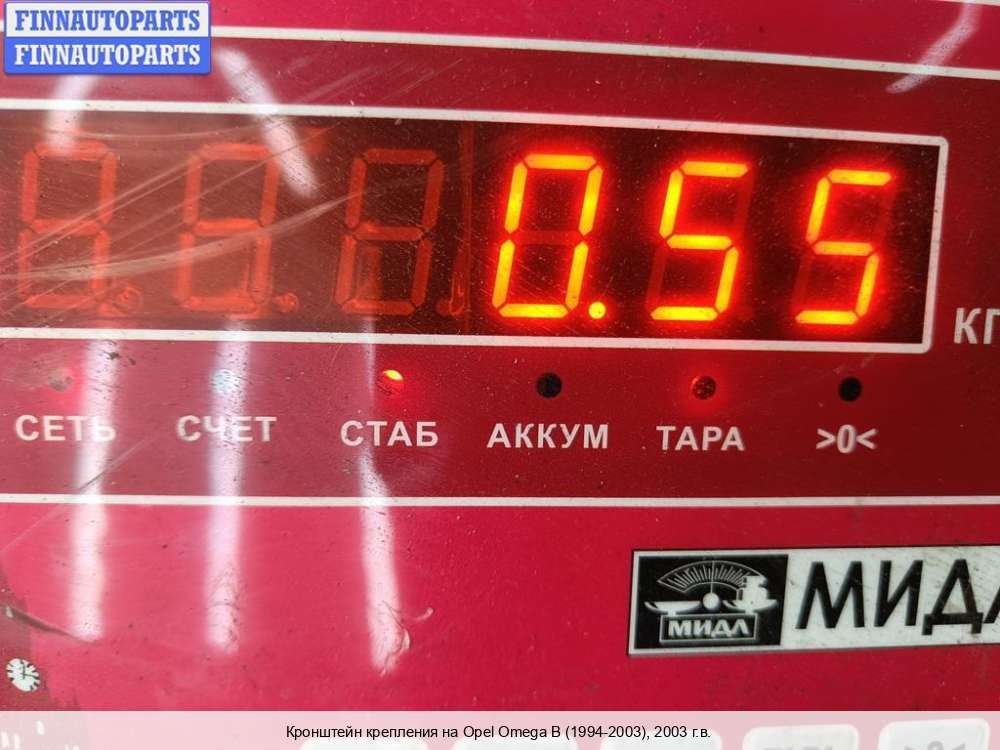 FINNAUTOPARTS
FINNAUTOPARTS
0.55
КГ
СЕТЬ СЧЕТ СТАБ АККУМ ТАРА >0<
МИДЛ МИДЛ
Кронштейн крепления на Opel Omega B (1994-2003), 2003 г.в.